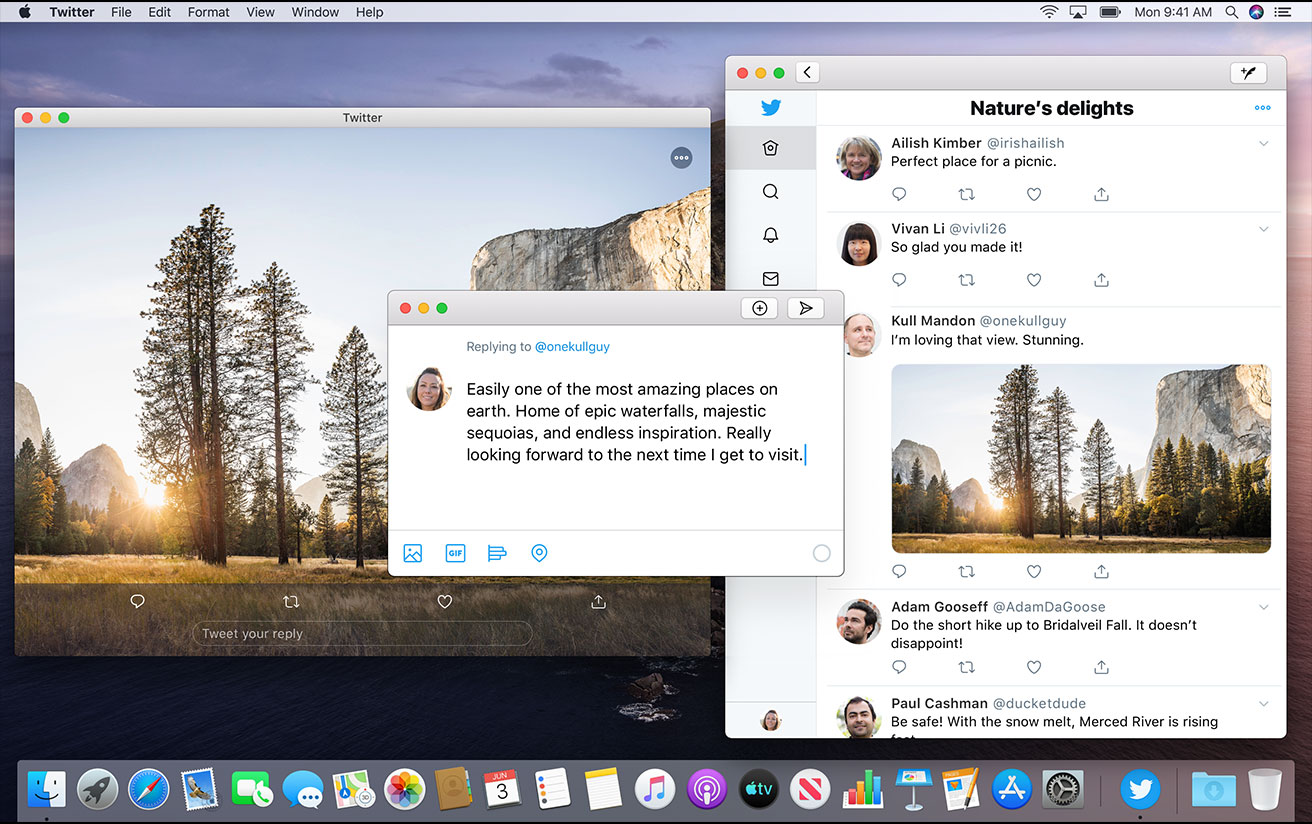 Twitter File Edit Format View Window Help
Mon 9:41 AM
Twitter
Tweet your reply
Replying to @onekullguy
Easily one of the most amazing places on
earth. Home of epic waterfalls, majestic
sequoias, and endless inspiration. Really
looking forward to the next time I get to visit.
GIF
Nature’s delights
Ailish Kimber @irishailish
Perfect place for a picnic.
Vivan Li @vivli26
So glad you made it!
Kull Mandon @onekullguy
I’m loving that view. Stunning.
Adam Gooseff @AdamDaGoose
Do the short hike up to Bridalveil Fall. It doesn’t
disappoint!
Paul Cashman @ducketdude
Be safe! With the snow melt, Merced River is rising
fast
JUN
3
3D
tv